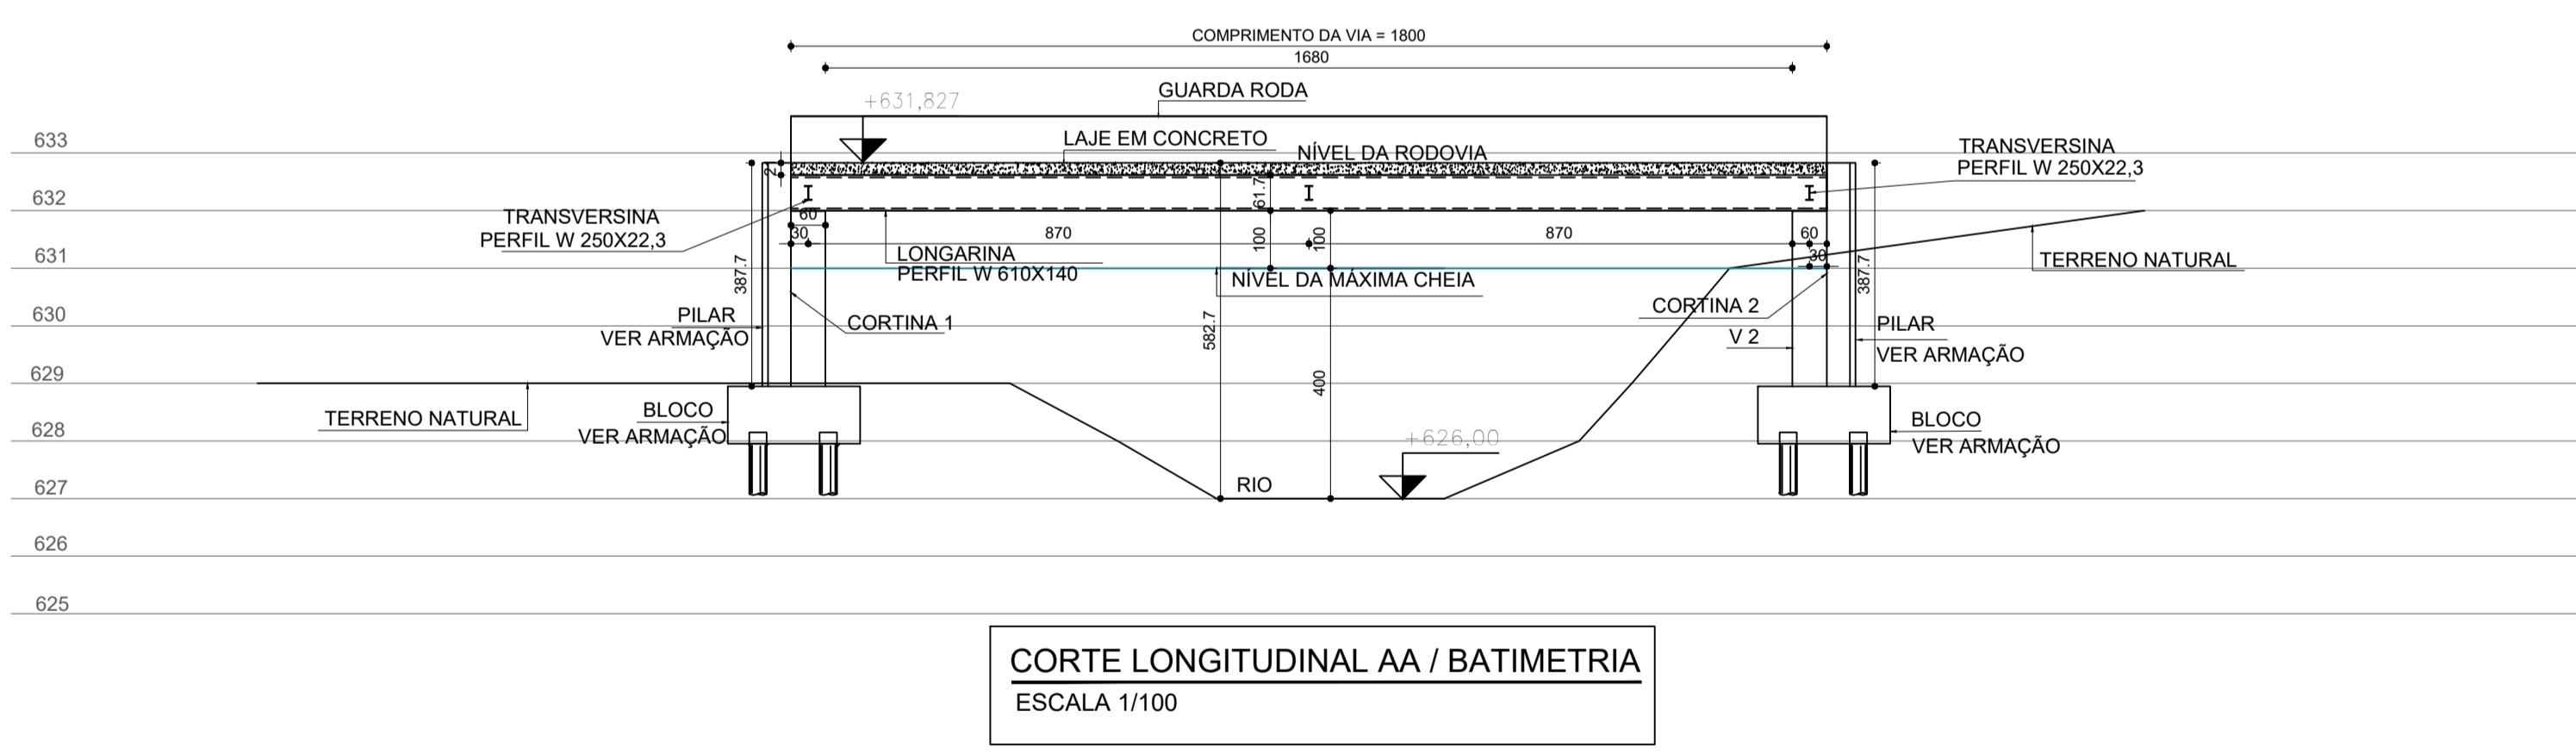 COMPRIMENTO DA VIA = 1800
1680
GUARDA RODA
+631,827
633
LAJE EM CONCRETO
NÍVEL DA RODOVIA
TRANSVERSINA
PERFIL W 250X22,3
61.7
632
TRANSVERSINA
PERFIL W 250X22,3
60
30
870
100
100
870
60
30
631
LONGARINA
PERFIL W 610X140
NÍVEL DA MÁXIMA CHEIA
TERRENO NATURAL
387.7
387.7
630
PILAR
VER ARMAÇÃO
CORTINA 1
582.7
CORTINA 2
V 2
PILAR
VER ARMAÇÃO
629
400
TERRENO NATURAL
BLOCO
VER ARMAÇÃO
628
+626,00
BLOCO
VER ARMAÇÃO
627
RIO
626
625
CORTE LONGITUDINAL AA / BATIMETRIA
ESCALA 1/100